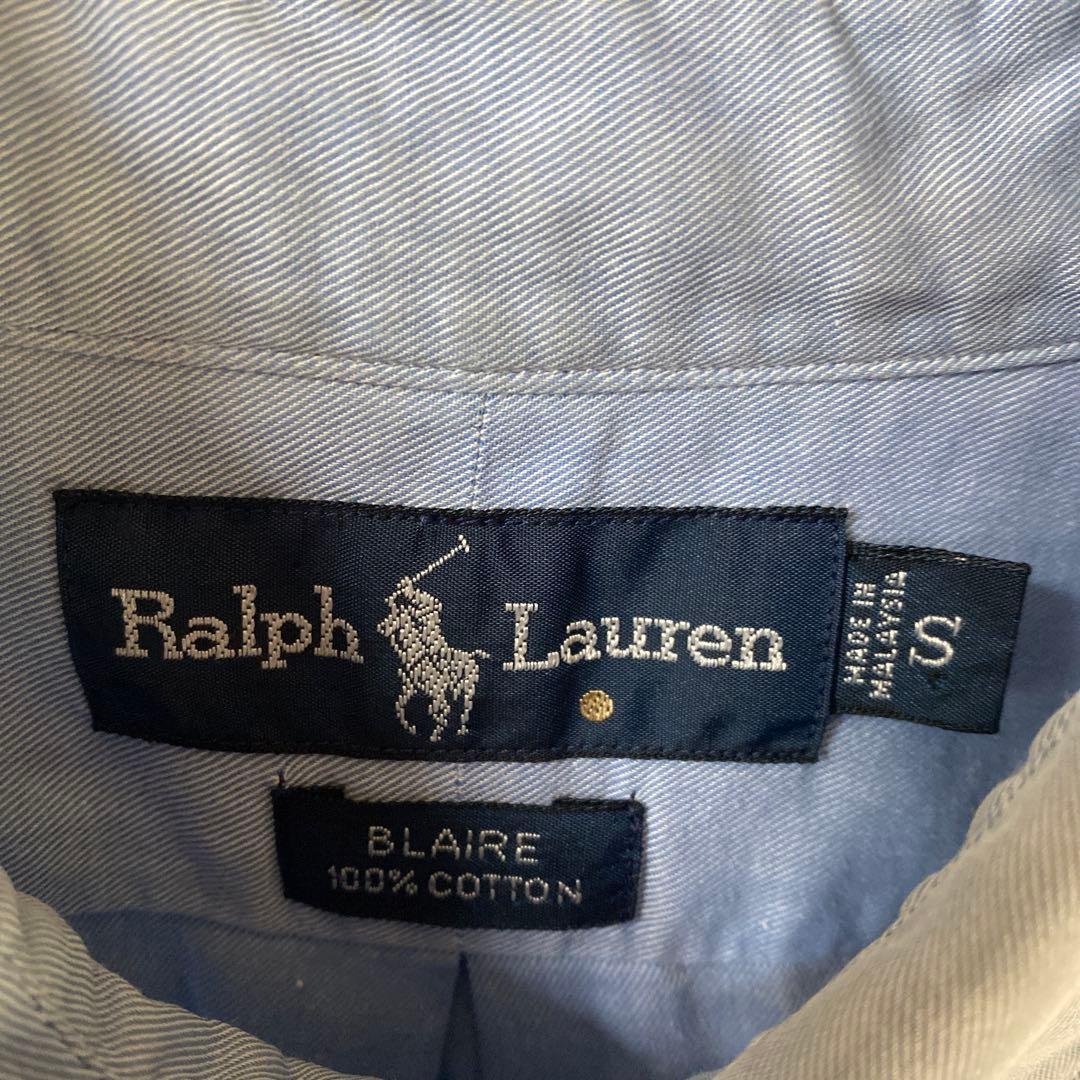 Ralph Lauren
MADE IN
MALAYSIA
S
BLAIRE
100% COTTON